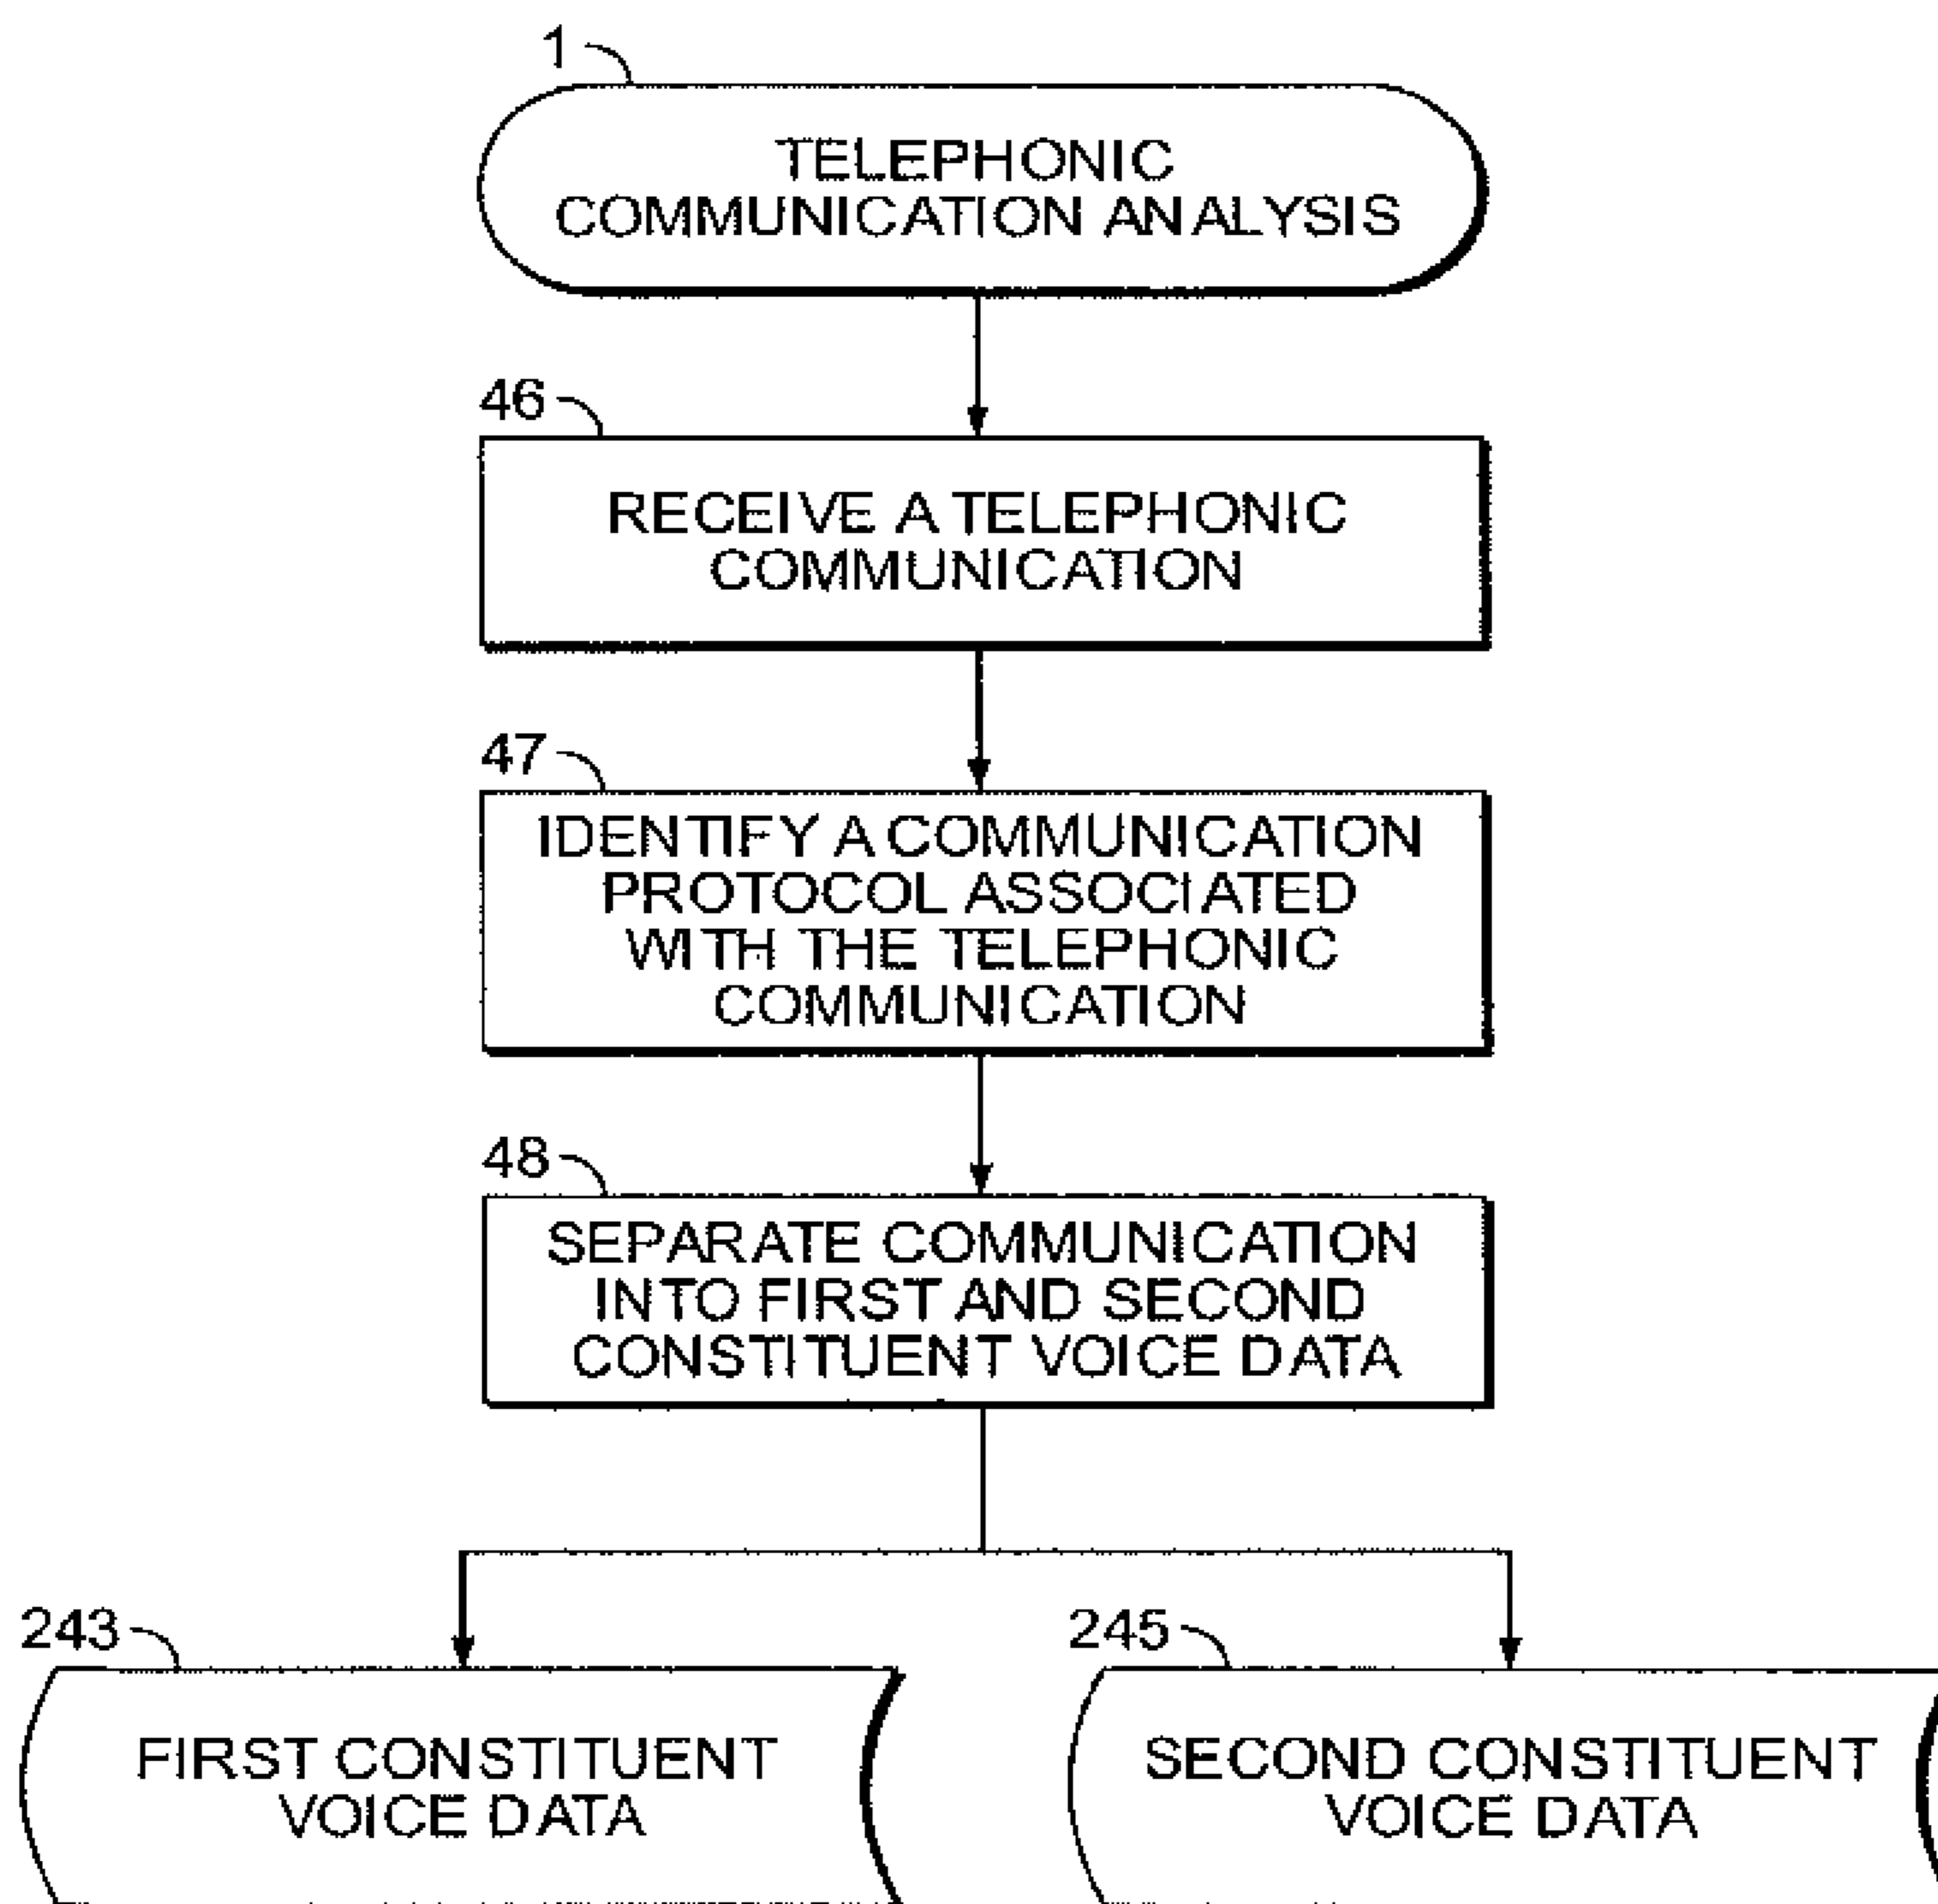 1
TELEPHONIC
COMMUNICATION ANALYSIS
46
RECEIVE A TELEPHONIC
COMMUNICATION
47
IDENTIFY A COMMUNICATION
PROTOCOL ASSOCIATED
WITH THE TELEPHONIC
COMMUNICATION
48
SEPARATE COMMUNICATION
INTO FIRST AND SECOND
CONSTITUENT VOICE DATA
243
FIRST CONSTITUENT
VOICE DATA
245
SECOND CONSTITUENT
VOICE DATA